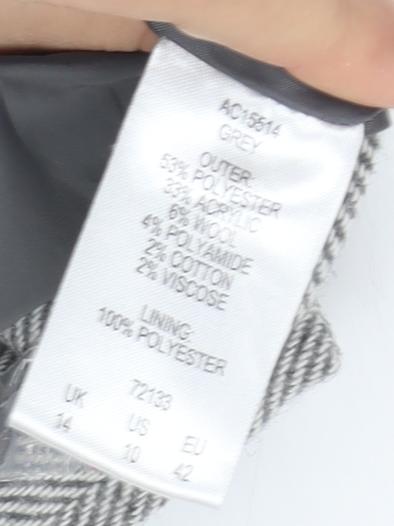 AC15514
GREY
OUTER:
53% POLYESTER
33% ACRYLIC
6% WOOL
4% POLYAMIDE
2% COTTON
2% VISCOSE
LINING:
100% POLYESTER
72133
UK US EU
14 10 42